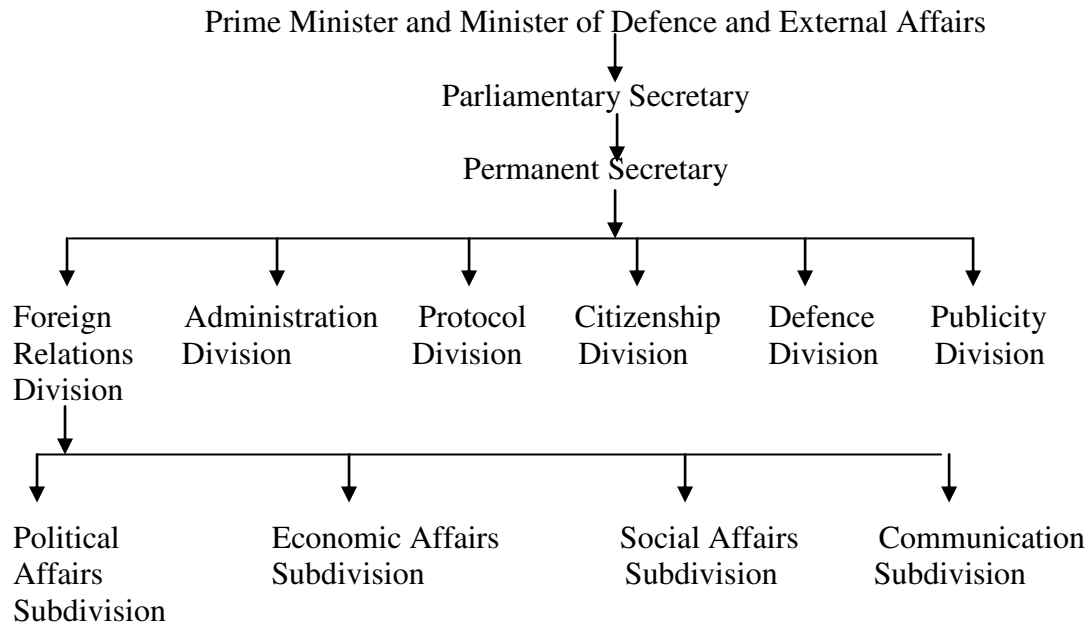 Prime Minister and Minister of Defence and External Affairs
Parliamentary Secretary
Permanent Secretary
Foreign Administration Protocol Citizenship Defence Publicity
Relations Division Division Division Division Division
Division
Political Economic Affairs Social Affairs Communication
Affairs Subdivision Subdivision Subdivision
Subdivision